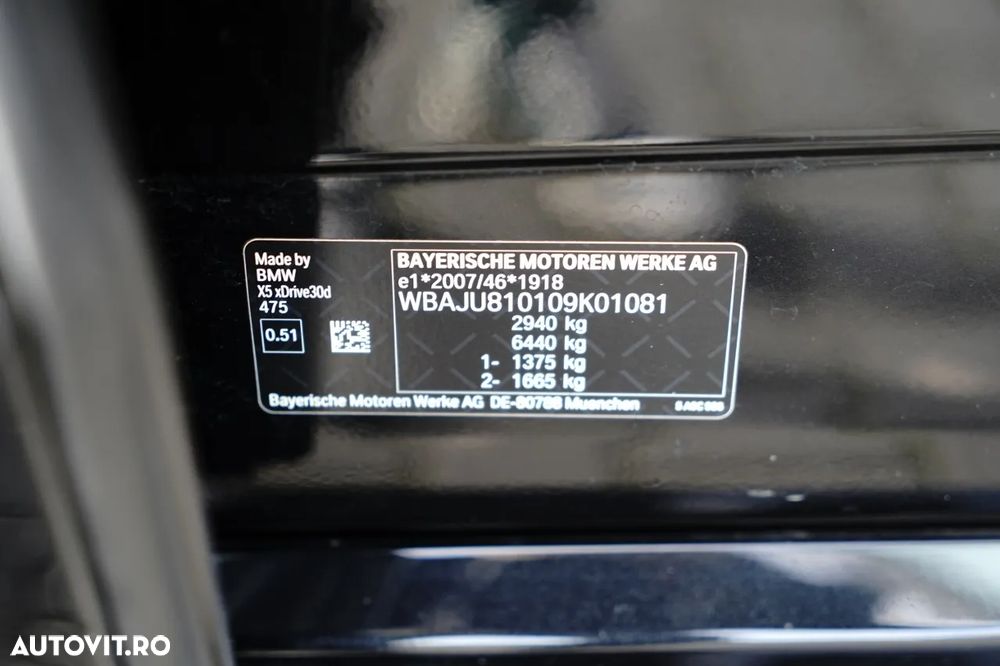 Made by
BMW
X5 xDrive30d
475
0.51
BAYERISCHE MOTOREN WERKE AG
e1*2007/46*1918
WBAJU810109K01081
2940 kg
6440 kg
1- 1375 kg
2- 1665 kg
Bayerische Motoren Werke AG DE-80788 Muenchen
AUTOVIT.RO